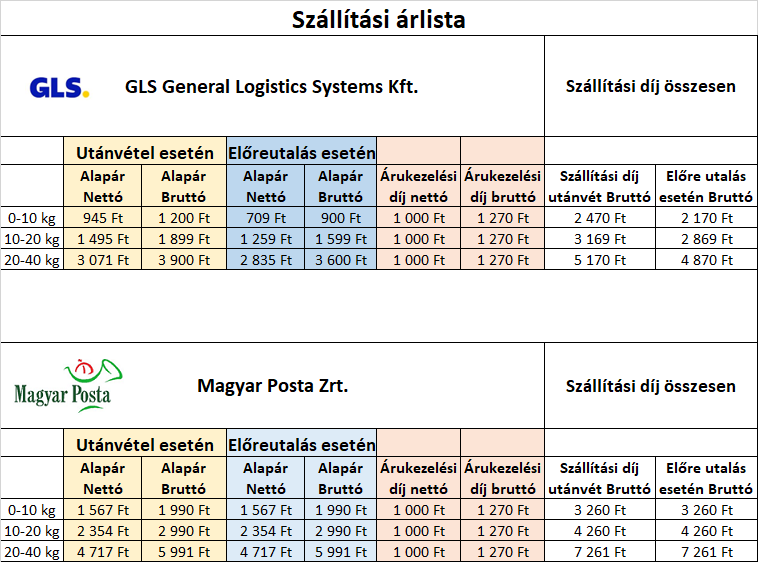 Szállítási árlista
GLS. GLS General Logistics Systems Kft. Szállítási díj összesen
Utánvétel esetén Előreutalás esetén
Alapár Alapár Alapár Alapár Árukezelési Árukezelési Szállítási díj Előre utalás
Nettó Bruttó Nettó Bruttó díj nettó díj bruttó utánvét Bruttó esetén Bruttó
0-10 kg 945 Ft 1 200 Ft 709 Ft 900 Ft 1 000 Ft 1 270 Ft 2 470 Ft 2 170 Ft
10-20 kg 1 495 Ft 1 899 Ft 1 259 Ft 1 599 Ft 1 000 Ft 1 270 Ft 3 169 Ft 2 869 Ft
20-40 kg 3 071 Ft 3 900 Ft 2 835 Ft 3 600 Ft 1 000 Ft 1 270 Ft 5 170 Ft 4 870 Ft
Magyar Posta Magyar Posta Zrt. Szállítási díj összesen
Utánvétel esetén Előreutalás esetén
Alapár Alapár Alapár Alapár Árukezelési Árukezelési Szállítási díj Előre utalás
Nettó Bruttó Nettó Bruttó díj nettó díj bruttó utánvét Bruttó esetén Bruttó
0-10 kg 1 567 Ft 1 990 Ft 1 567 Ft 1 990 Ft 1 000 Ft 1 270 Ft 3 260 Ft 3 260 Ft
10-20 kg 2 354 Ft 2 990 Ft 2 354 Ft 2 990 Ft 1 000 Ft 1 270 Ft 4 260 Ft 4 260 Ft
20-40 kg 4 717 Ft 5 991 Ft 4 717 Ft 5 991 Ft 1 000 Ft 1 270 Ft 7 261 Ft 7 261 Ft